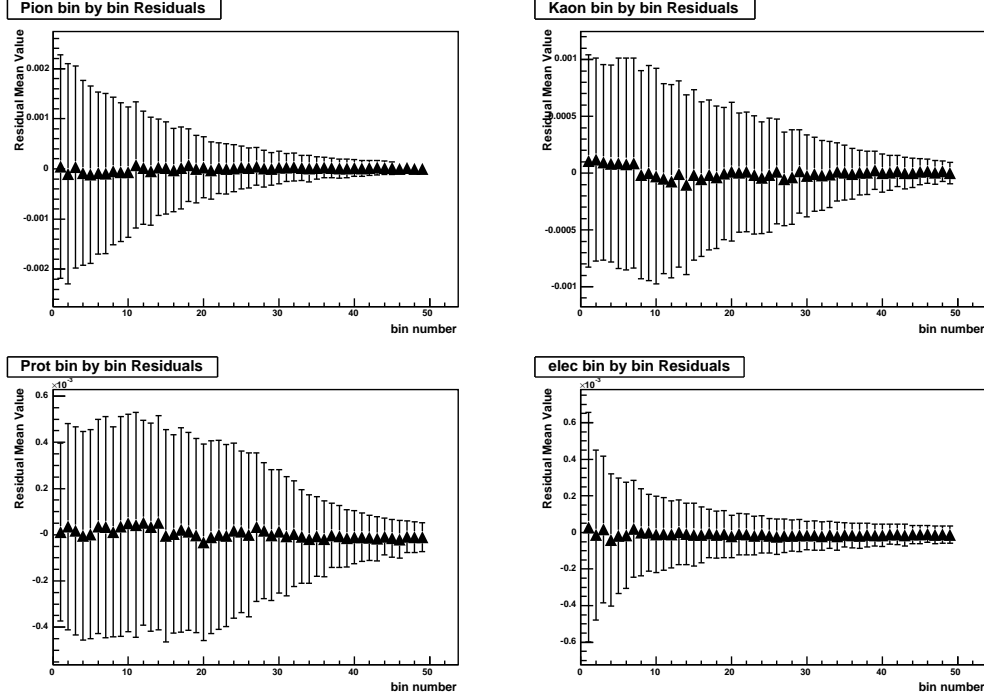 Pion bin by bin Residuals
Residual Mean Value
0.002
0.001
0
-0.001
-0.002
0 10 20 30 40 50
bin number
Kaon bin by bin Residuals
Residual Mean Value
0.001
0.0005
0
-0.0005
-0.001
0 10 20 30 40 50
bin number
Prot bin by bin Residuals
×10⁻³
Residual Mean Value
0.6
0.4
0.2
-0
-0.2
-0.4
0 10 20 30 40 50
bin number
elec bin by bin Residuals
×10⁻³
Residual Mean Value
0.6
0.4
0.2
0
-0.2
-0.4
-0.6
0 10 20 30 40 50
bin number